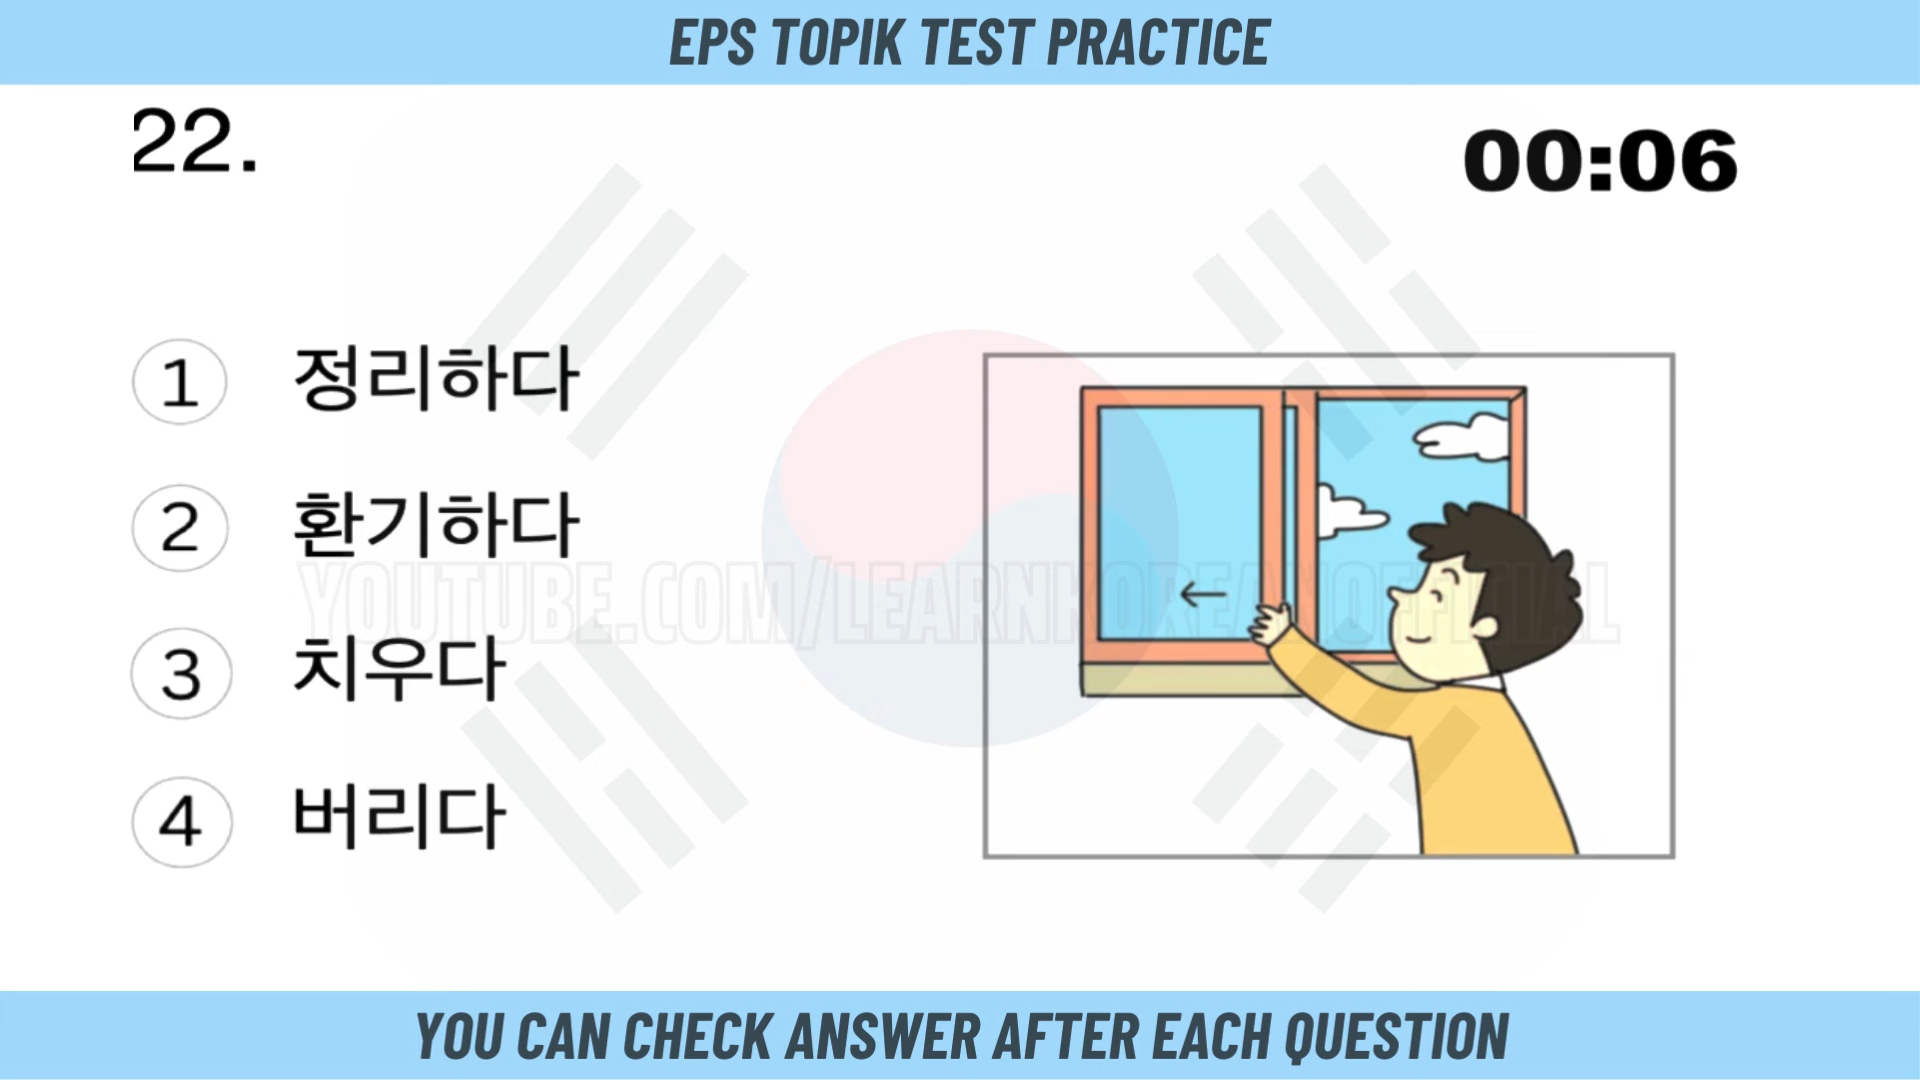 EPS TOPIK TEST PRACTICE
22.
00:06
1 정리하다
2 환기하다
3 치우다
4 버리다
YOUTUBE.COM/LEARNKOREANOFFICIAL
YOU CAN CHECK ANSWER AFTER EACH QUESTION